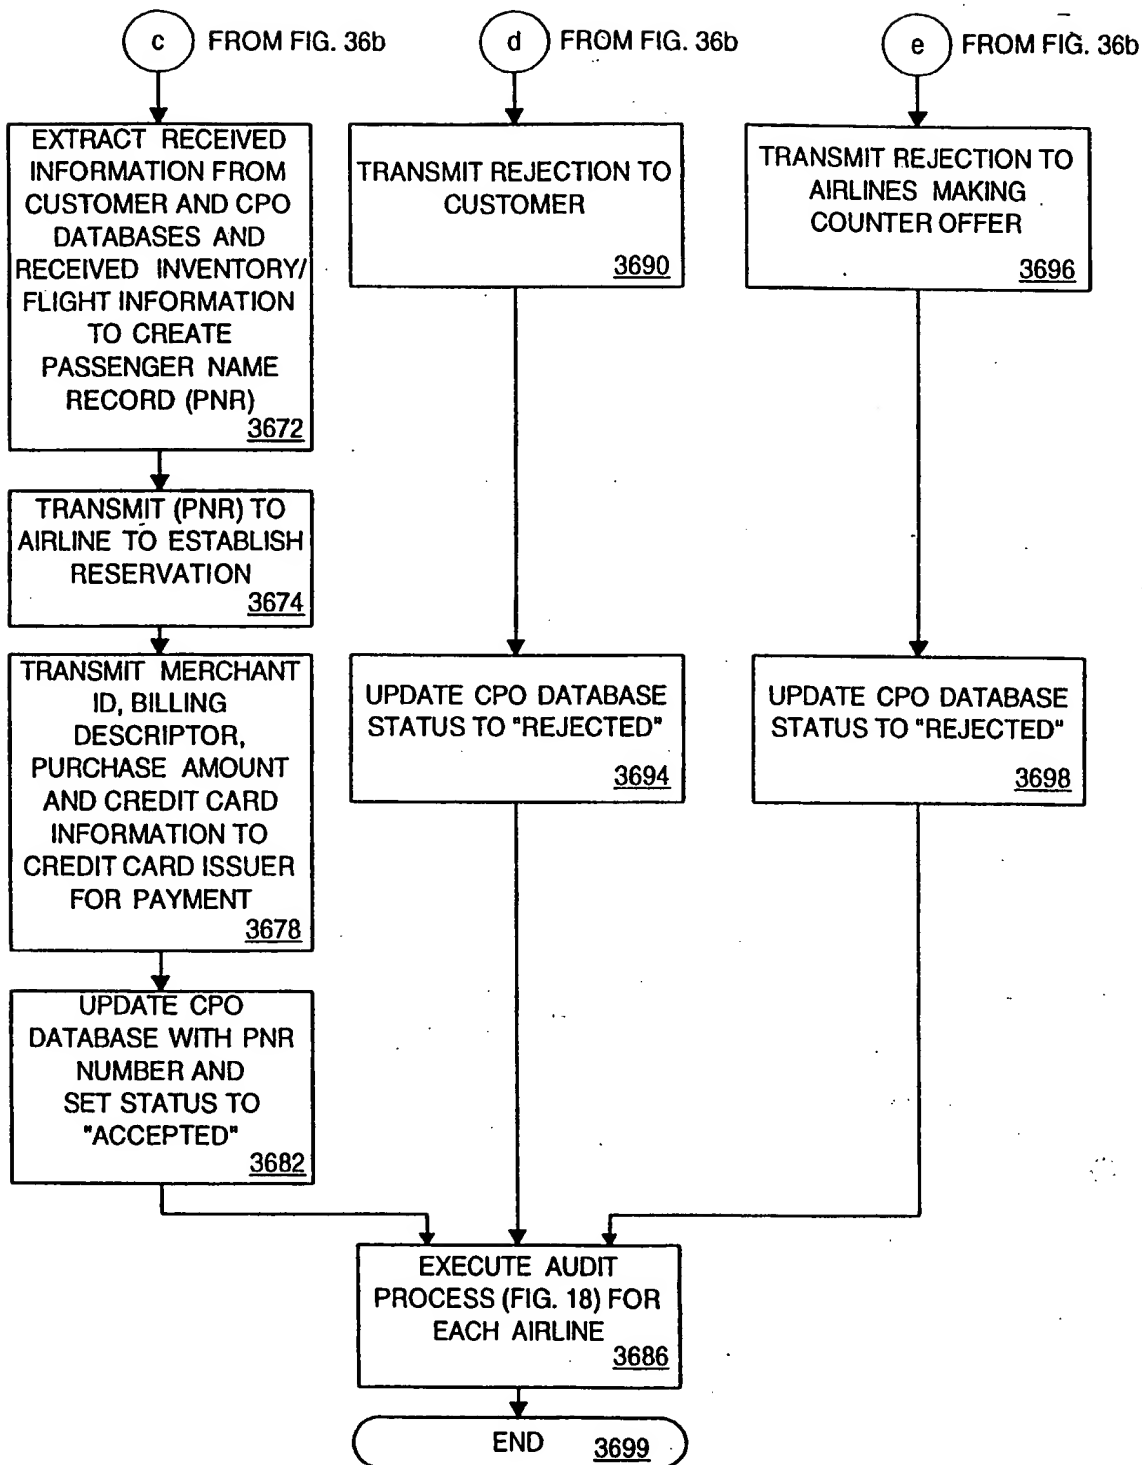 c FROM FIG. 36b
d FROM FIG. 36b
e FROM FIG. 36b
EXTRACT RECEIVED
INFORMATION FROM
CUSTOMER AND CPO
DATABASES AND
RECEIVED INVENTORY/
FLIGHT INFORMATION
TO CREATE
PASSENGER NAME
RECORD (PNR)
3672
TRANSMIT (PNR) TO
AIRLINE TO ESTABLISH
RESERVATION
3674
TRANSMIT MERCHANT
ID, BILLING
DESCRIPTOR,
PURCHASE AMOUNT
AND CREDIT CARD
INFORMATION TO
CREDIT CARD ISSUER
FOR PAYMENT
3678
UPDATE CPO
DATABASE WITH PNR
NUMBER AND
SET STATUS TO
"ACCEPTED"
3682
TRANSMIT REJECTION TO
CUSTOMER
3690
UPDATE CPO DATABASE
STATUS TO "REJECTED"
3694
TRANSMIT REJECTION TO
AIRLINES MAKING
COUNTER OFFER
3696
UPDATE CPO DATABASE
STATUS TO "REJECTED"
3698
EXECUTE AUDIT
PROCESS (FIG. 18) FOR
EACH AIRLINE
3686
END 3699